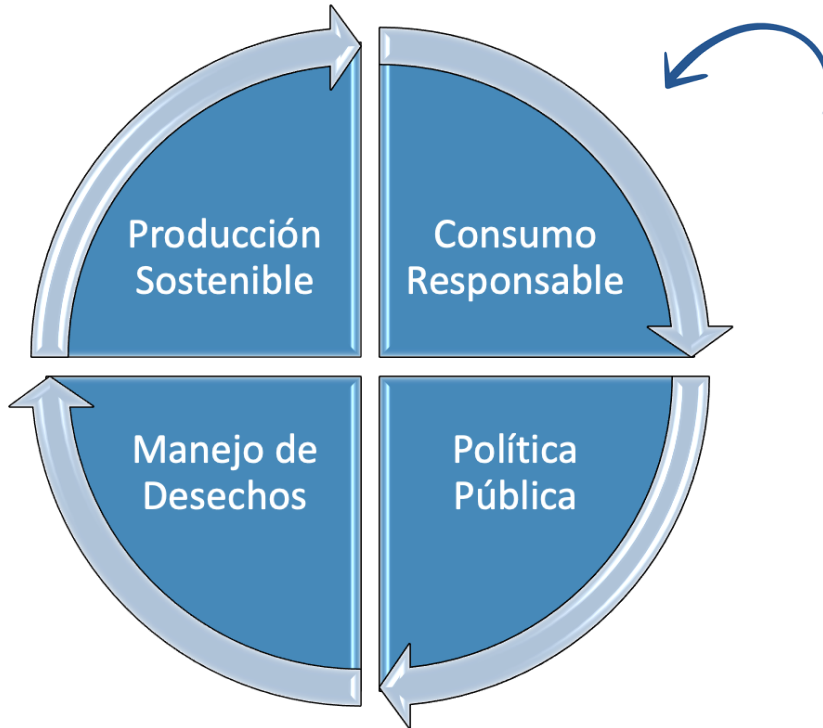 Producción
Sostenible
Consumo
Responsable
Manejo de
Desechos
Política
Pública